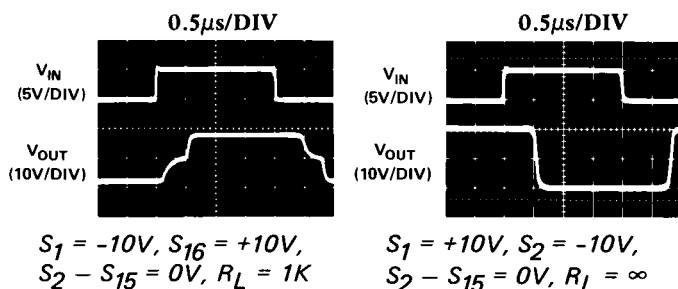 0.5μs/DIV
V_IN
(5V/DIV)
V_OUT
(10V/DIV)
S_1 = -10V, S_16 = +10V,
S_2 – S_15 = 0V, R_L = 1K
0.5μs/DIV
V_IN
(5V/DIV)
V_OUT
(10V/DIV)
S_1 = +10V, S_2 = -10V,
S_2 – S_15 = 0V, R_L = ∞